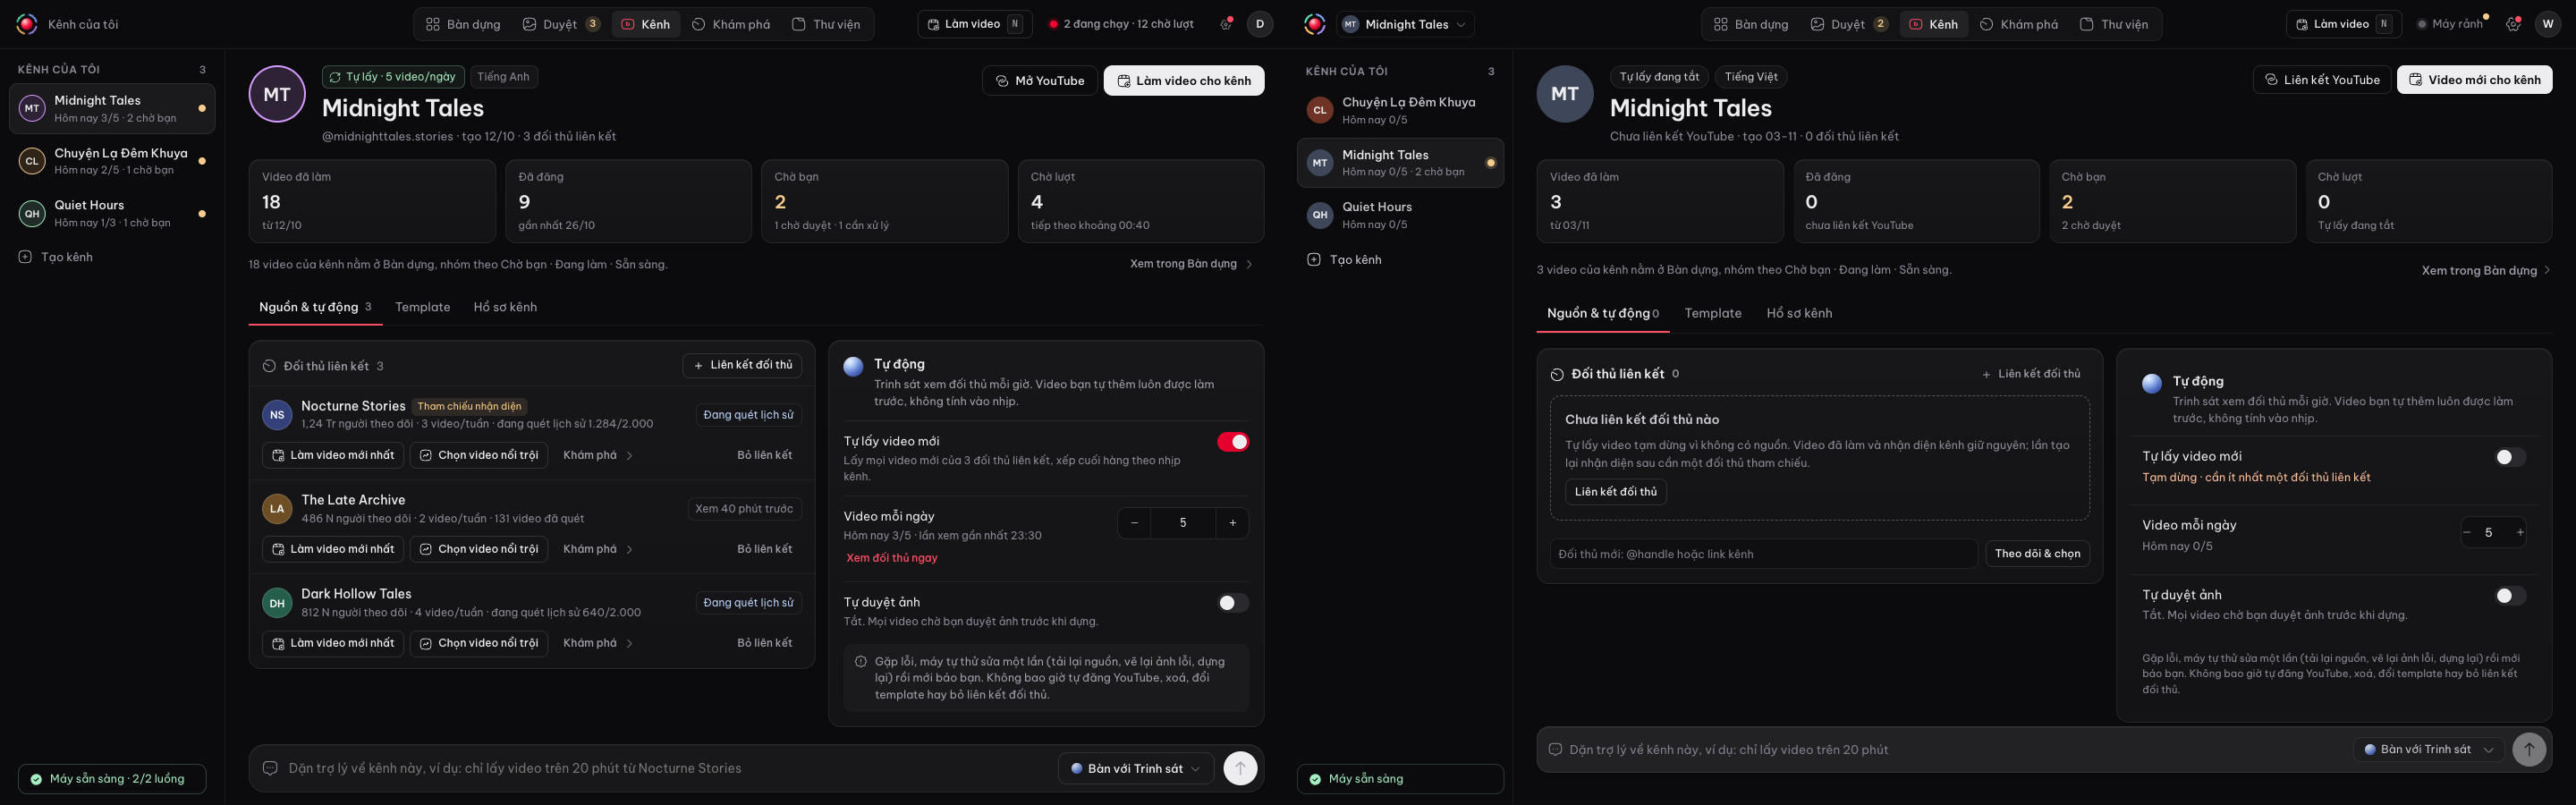 Kênh của tôi
Bàn dựng
Duyệt 3
Kênh
Khám phá
Thư viện
Làm video N
2 đang chạy · 12 chờ lượt
D
KÊNH CỦA TÔI 3
MT
Midnight Tales
Hôm nay 3/5 · 2 chờ bạn
CL
Chuyện Lạ Đêm Khuya
Hôm nay 2/5 · 1 chờ bạn
QH
Quiet Hours
Hôm nay 1/3 · 1 chờ bạn
Tạo kênh
Máy sẵn sàng · 2/2 luồng
MT
Tự lấy · 5 video/ngày
Tiếng Anh
Midnight Tales
@midnighttales.stories · tạo 12/10 · 3 đối thủ liên kết
Mở YouTube
Làm video cho kênh
Video đã làm
18
từ 12/10
Đã đăng
9
gần nhất 26/10
Chờ bạn
2
1 chờ duyệt · 1 cần xử lý
Chờ lượt
4
tiếp theo khoảng 00:40
18 video của kênh nằm ở Bàn dựng, nhóm theo Chờ bạn · Đang làm · Sẵn sàng.
Xem trong Bàn dựng
Nguồn & tự động 3
Template
Hồ sơ kênh
Đối thủ liên kết 3
+ Liên kết đối thủ
NS
Nocturne Stories
Tham chiếu nhận diện
1,24 Tr người theo dõi · 3 video/tuần · đang quét lịch sử 1.284/2.000
Đang quét lịch sử
Làm video mới nhất
Chọn video nổi trội
Khám phá
Bỏ liên kết
LA
The Late Archive
486 N người theo dõi · 2 video/tuần · 131 video đã quét
Xem 40 phút trước
Làm video mới nhất
Chọn video nổi trội
Khám phá
Bỏ liên kết
DH
Dark Hollow Tales
812 N người theo dõi · 4 video/tuần · đang quét lịch sử 640/2.000
Đang quét lịch sử
Làm video mới nhất
Chọn video nổi trội
Khám phá
Bỏ liên kết
Tự động
Trinh sát xem đối thủ mỗi giờ. Video bạn tự thêm luôn được làm
trước, không tính vào nhịp.
Tự lấy video mới
Lấy mọi video mới của 3 đối thủ liên kết, xếp cuối hàng theo nhịp
kênh.
Video mỗi ngày
Hôm nay 3/5 · lần xem gần nhất 23:30
− 5 +
Xem đối thủ ngay
Tự duyệt ảnh
Tắt. Mọi video chờ bạn duyệt ảnh trước khi dựng.
Gặp lỗi, máy tự thử sửa một lần (tải lại nguồn, vẽ lại ảnh lỗi, dựng
lại) rồi mới báo bạn. Không bao giờ tự đăng YouTube, xoá, đổi
template hay bỏ liên kết đối thủ.
Dặn trợ lý về kênh này, ví dụ: chỉ lấy video trên 20 phút từ Nocturne Stories
Bàn với Trinh sát
MT Midnight Tales
Bàn dựng
Duyệt 2
Kênh
Khám phá
Thư viện
Làm video N
Máy rảnh
W
KÊNH CỦA TÔI 3
CL
Chuyện Lạ Đêm Khuya
Hôm nay 0/5
MT
Midnight Tales
Hôm nay 0/5 · 2 chờ bạn
QH
Quiet Hours
Hôm nay 0/5
Tạo kênh
Máy sẵn sàng
MT
Tự lấy đang tắt
Tiếng Việt
Midnight Tales
Chưa liên kết YouTube · tạo 03-11 · 0 đối thủ liên kết
Liên kết YouTube
Video mới cho kênh
Video đã làm
3
từ 03/11
Đã đăng
0
chưa liên kết YouTube
Chờ bạn
2
2 chờ duyệt
Chờ lượt
0
Tự lấy đang tắt
3 video của kênh nằm ở Bàn dựng, nhóm theo Chờ bạn · Đang làm · Sẵn sàng.
Xem trong Bàn dựng
Nguồn & tự động 0
Template
Hồ sơ kênh
Đối thủ liên kết 0
+ Liên kết đối thủ
Chưa liên kết đối thủ nào
Tự lấy video tạm dừng vì không có nguồn. Video đã làm và nhận diện kênh giữ nguyên; lần tạo
lại nhận diện sau cần một đối thủ tham chiếu.
Liên kết đối thủ
Đối thủ mới: @handle hoặc link kênh
Theo dõi & chọn
Tự động
Trinh sát xem đối thủ mỗi giờ. Video bạn tự thêm luôn được làm
trước, không tính vào nhịp.
Tự lấy video mới
Tạm dừng · cần ít nhất một đối thủ liên kết
Video mỗi ngày
Hôm nay 0/5
− 5 +
Tự duyệt ảnh
Tắt. Mọi video chờ bạn duyệt ảnh trước khi dựng.
Gặp lỗi, máy tự thử sửa một lần (tải lại nguồn, vẽ lại ảnh lỗi, dựng lại) rồi mới
báo bạn. Không bao giờ tự đăng YouTube, xoá, đổi template hay bỏ liên kết
đối thủ.
Dặn trợ lý về kênh này, ví dụ: chỉ lấy video trên 20 phút
Bàn với Trinh sát